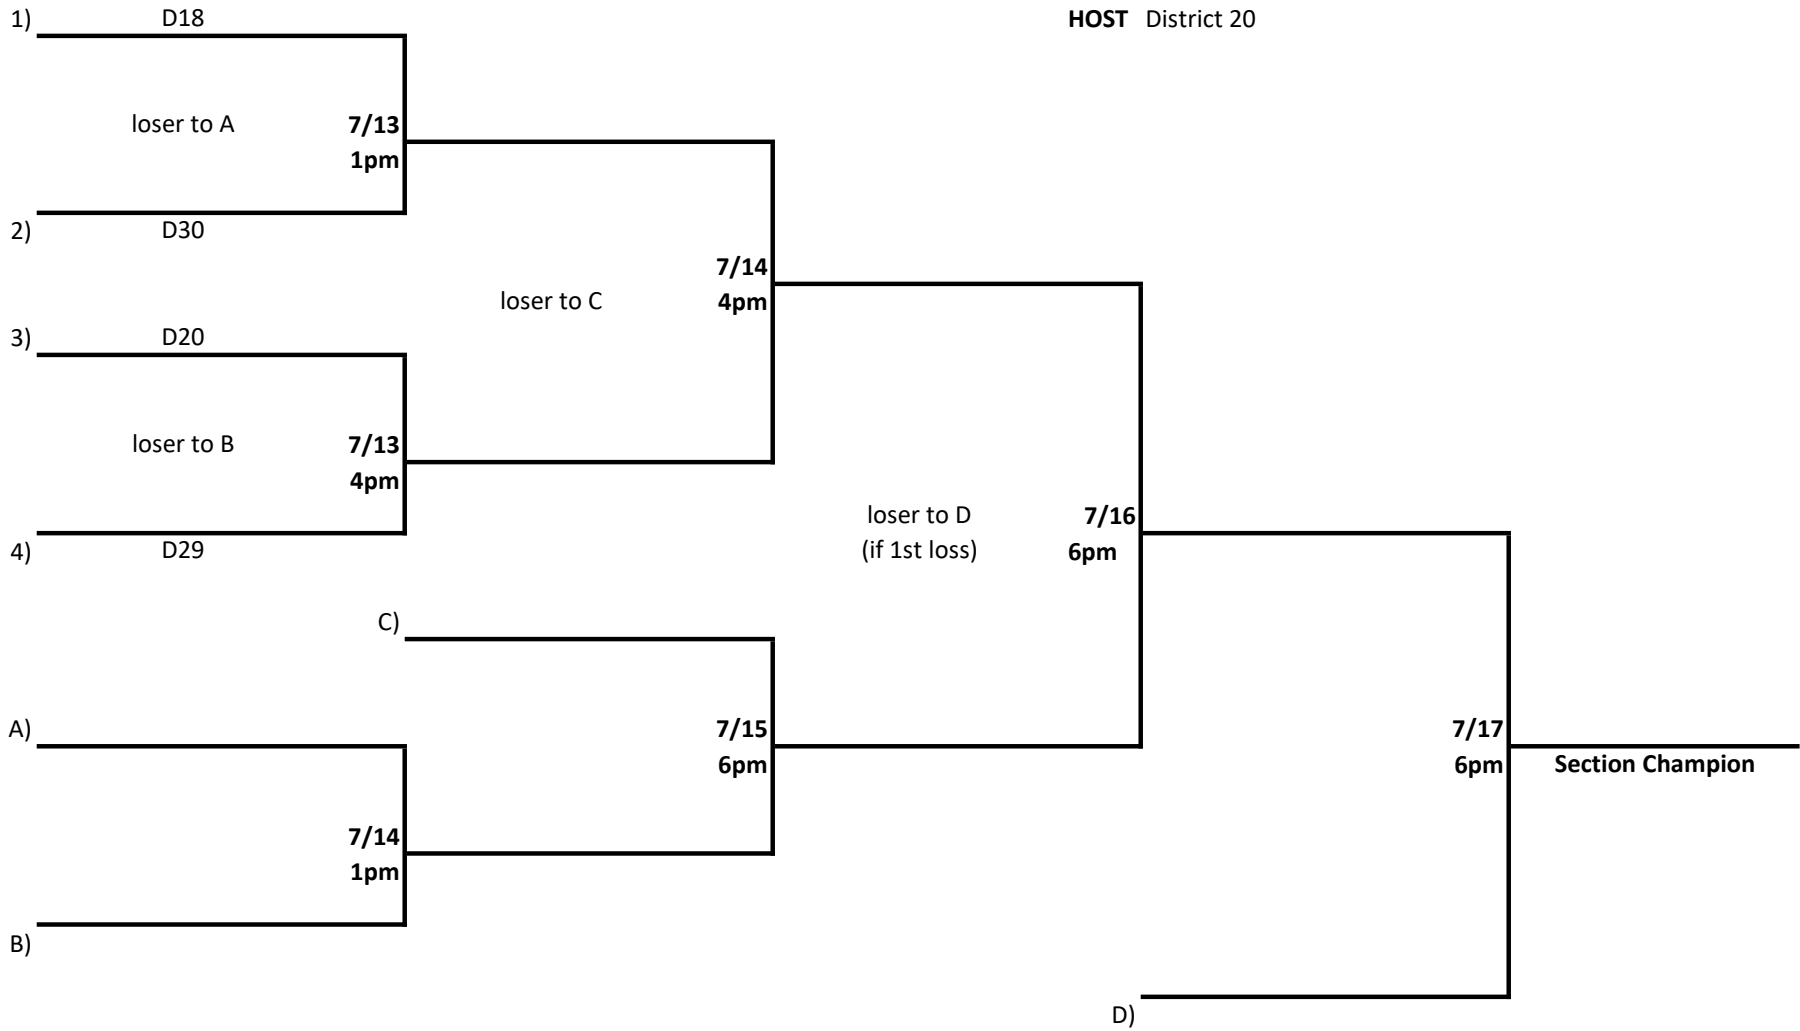 1) D18
HOST District 20
loser to A
7/13
1pm
2) D30
7/14
loser to C
4pm
3) D20
loser to B
7/13
4pm
4) D29
loser to D
7/16
(if 1st loss)
6pm
C)
A)
7/15
6pm
7/17
6pm
Section Champion
7/14
1pm
B)
D)